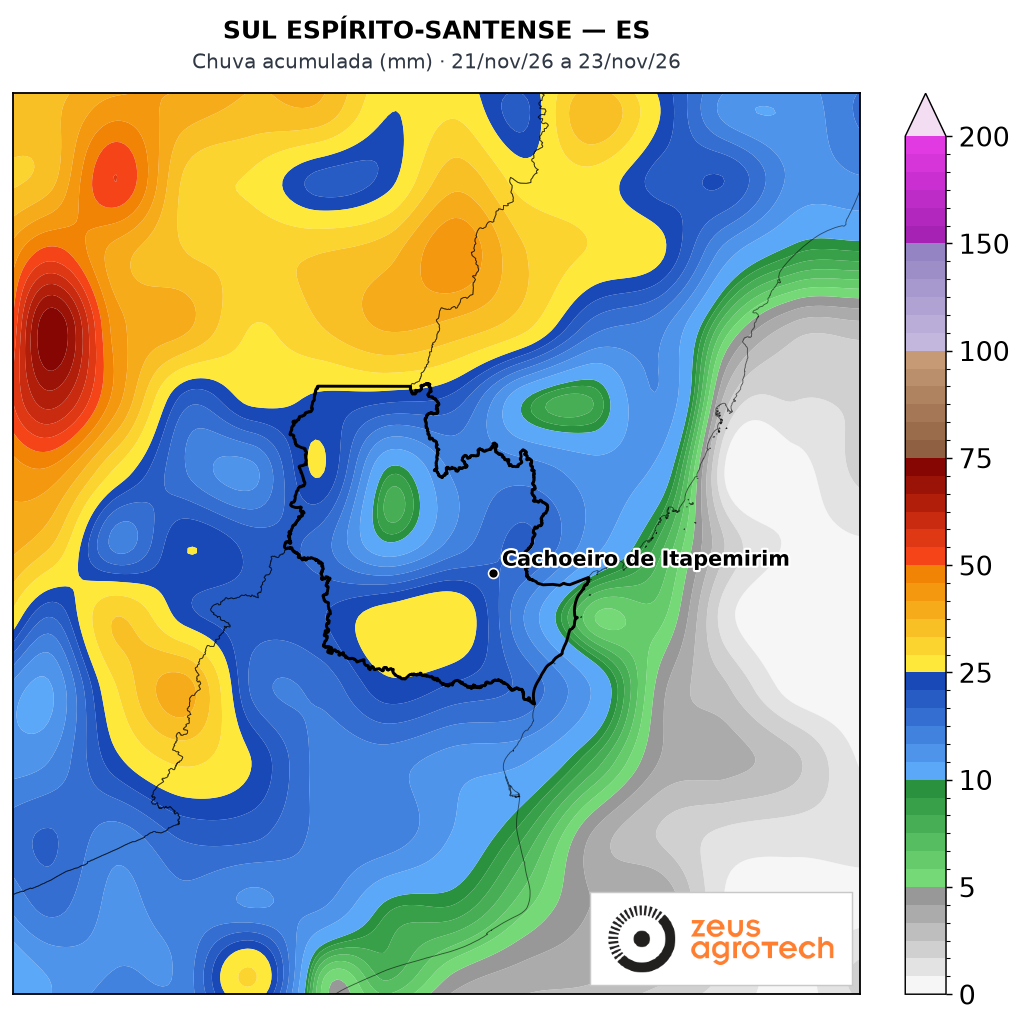 SUL ESPÍRITO-SANTENSE — ES
Chuva acumulada (mm) · 21/nov/26 a 23/nov/26
200
150
100
75
50
25
10
5
0
Cachoeiro de Itapemirim
zeus
agrotech